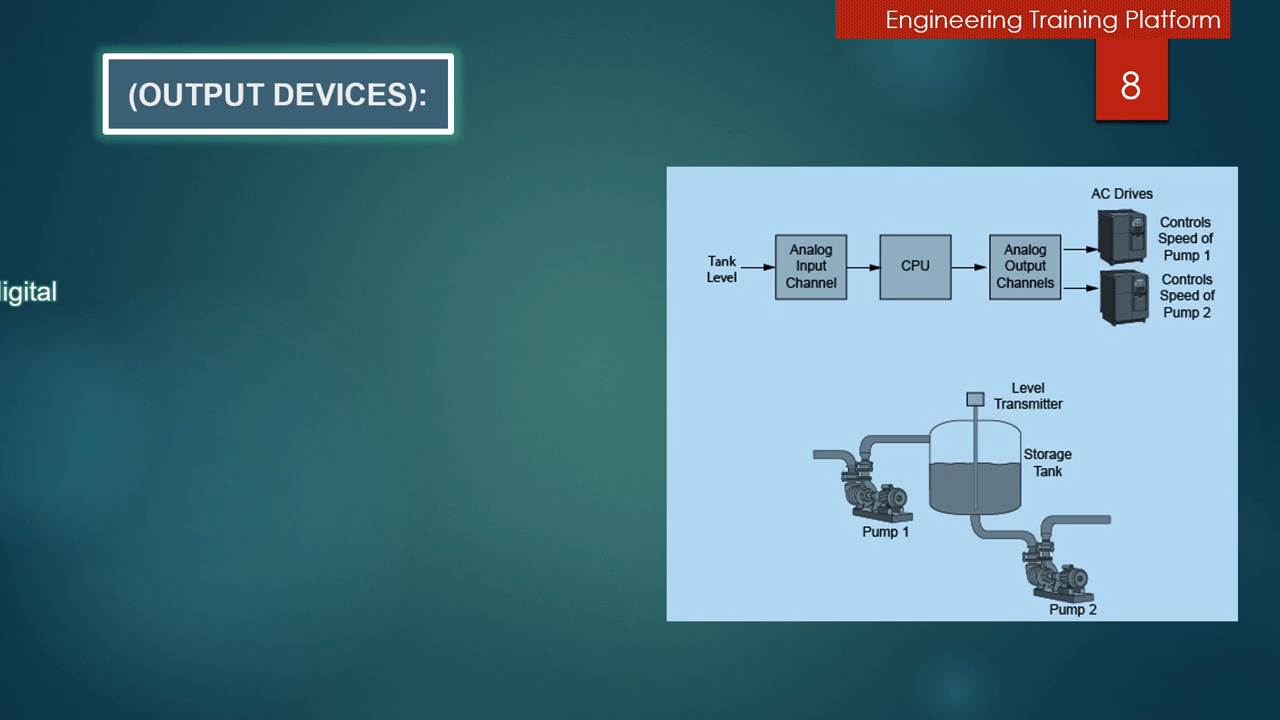 Engineering Training Platform
8
(OUTPUT DEVICES):
AC Drives
Tank
Level
Analog
Input
Channel
CPU
Analog
Output
Channels
Controls
Speed of
Pump 1
Controls
Speed of
Pump 2
Level
Transmitter
Storage
Tank
Pump 1
Pump 2